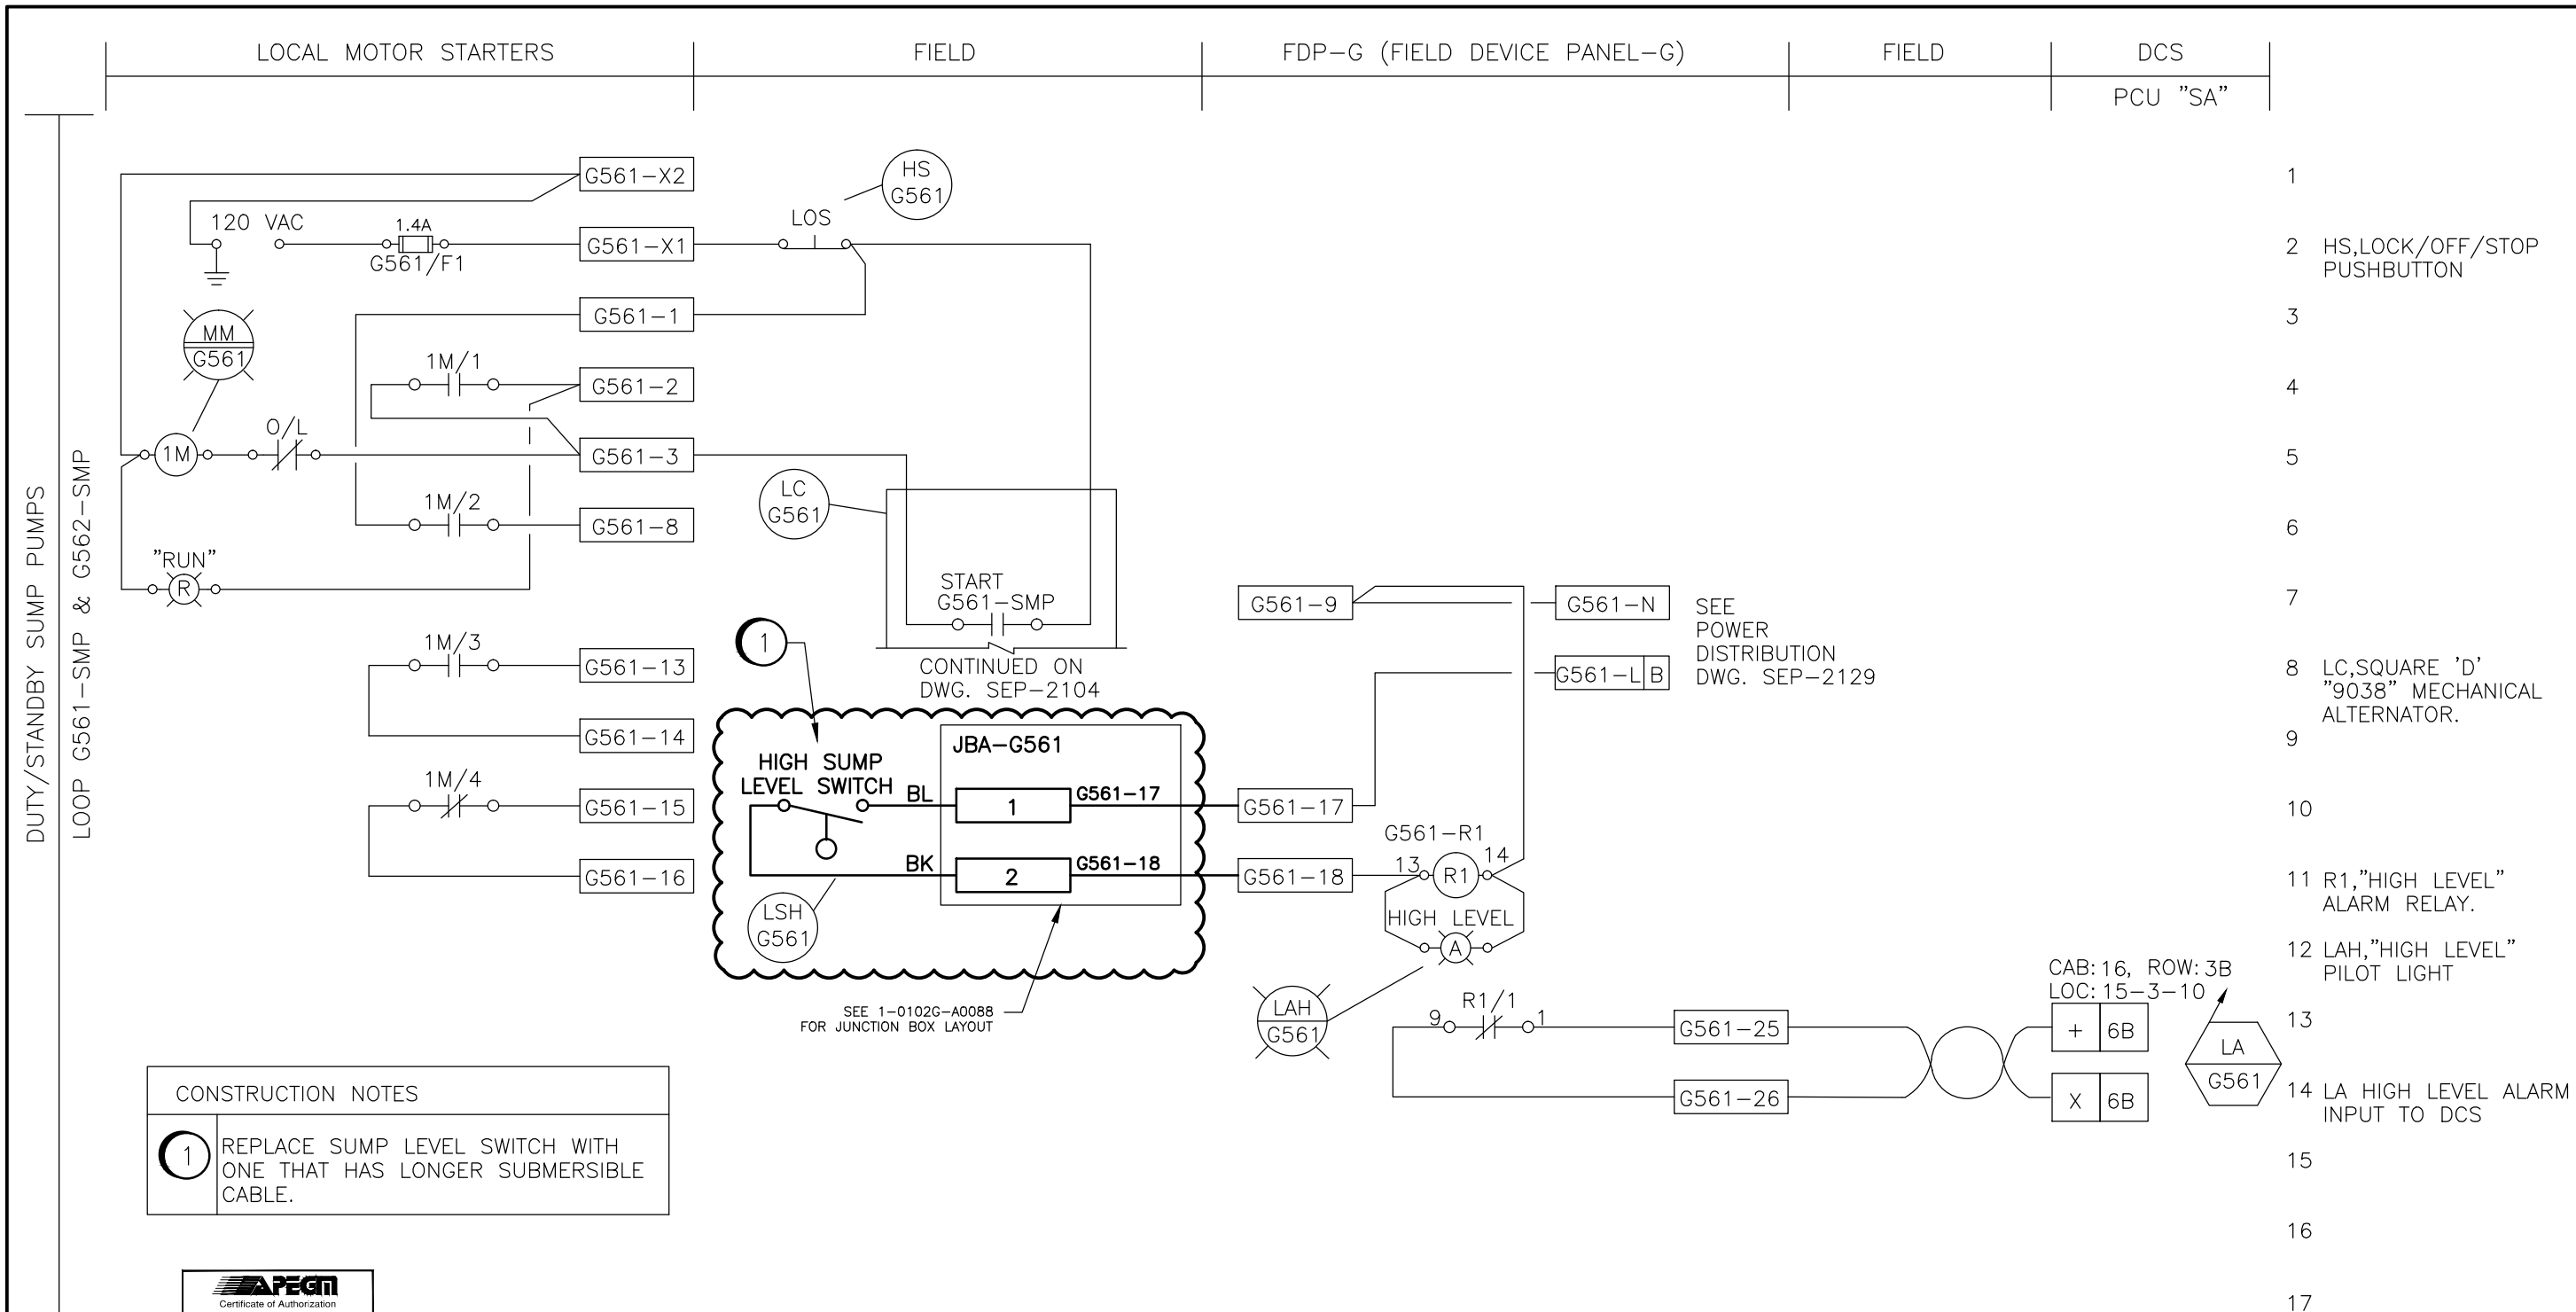 LOCAL MOTOR STARTERS
FIELD
FDP-G (FIELD DEVICE PANEL-G)
FIELD
DCS
PCU "SA"
DUTY/STANDBY SUMP PUMPS
LOOP G561-SMP & G562-SMP
G561-X2
120 VAC
1.4A
G561/F1
G561-X1
LOS
HS
G561
G561-1
MM
G561
1M/1
G561-2
1M
O/L
G561-3
1M/2
G561-8
"RUN"
R
LC
G561
START
G561-SMP
CONTINUED ON
DWG. SEP-2104
1M/3
G561-13
G561-14
1M/4
G561-15
G561-16
1
HIGH SUMP
LEVEL SWITCH
JBA-G561
BL
1
G561-17
BK
2
G561-18
LSH
G561
SEE 1-0102G-A0088
FOR JUNCTION BOX LAYOUT
G561-9
G561-N
G561-L B
SEE
POWER
DISTRIBUTION
DWG. SEP-2129
G561-17
G561-R1
G561-18
13
R1
14
HIGH LEVEL
A
LAH
G561
9
R1/1
1
G561-25
G561-26
CAB: 16, ROW: 3B
LOC: 15-3-10
+ 6B
X 6B
LA
G561
1
2 HS,LOCK/OFF/STOP
PUSHBUTTON
3
4
5
6
7
8 LC,SQUARE 'D'
"9038" MECHANICAL
ALTERNATOR.
9
10
11 R1,"HIGH LEVEL"
ALARM RELAY.
12 LAH,"HIGH LEVEL"
PILOT LIGHT
13
14 LA HIGH LEVEL ALARM
INPUT TO DCS
15
16
17
CONSTRUCTION NOTES
1 REPLACE SUMP LEVEL SWITCH WITH
ONE THAT HAS LONGER SUBMERSIBLE
CABLE.
APEGM
Certificate of Authorization